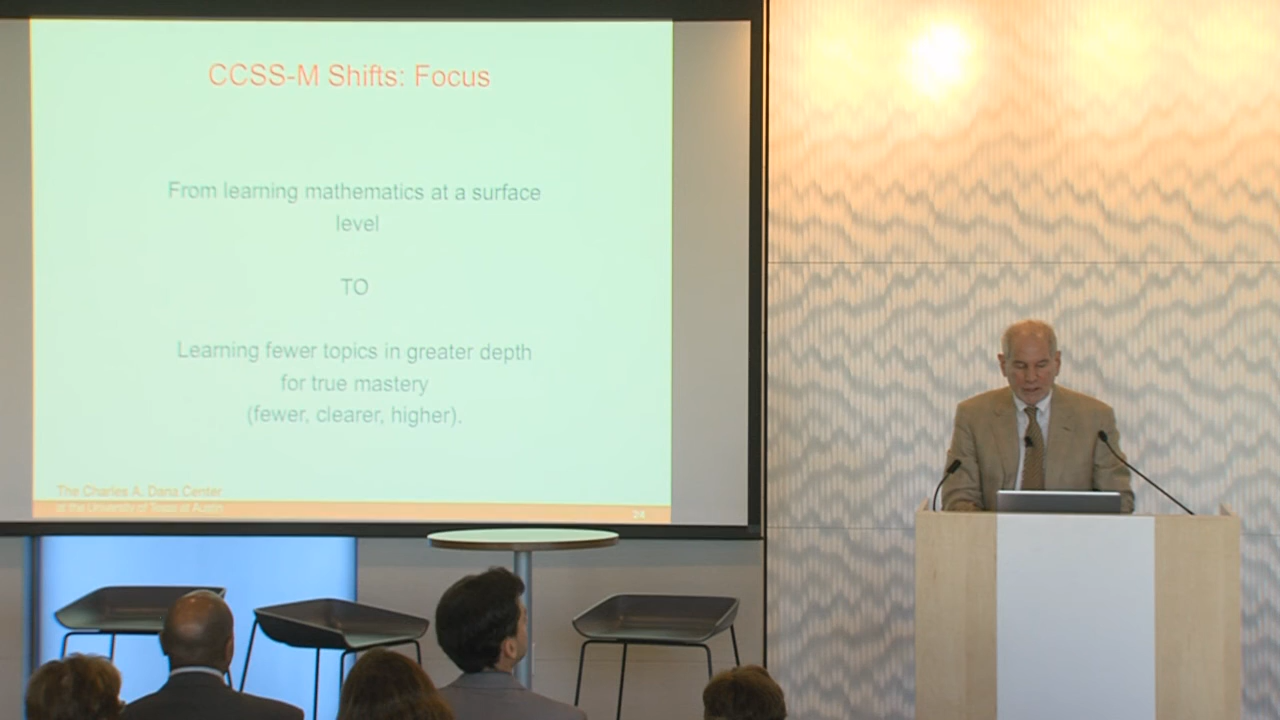 CCSS-M Shifts: Focus
From learning mathematics at a surface
level
TO
Learning fewer topics in greater depth
for true mastery
(fewer, clearer, higher).
The Charles A. Dana Center
at the University of Texas at Austin
24